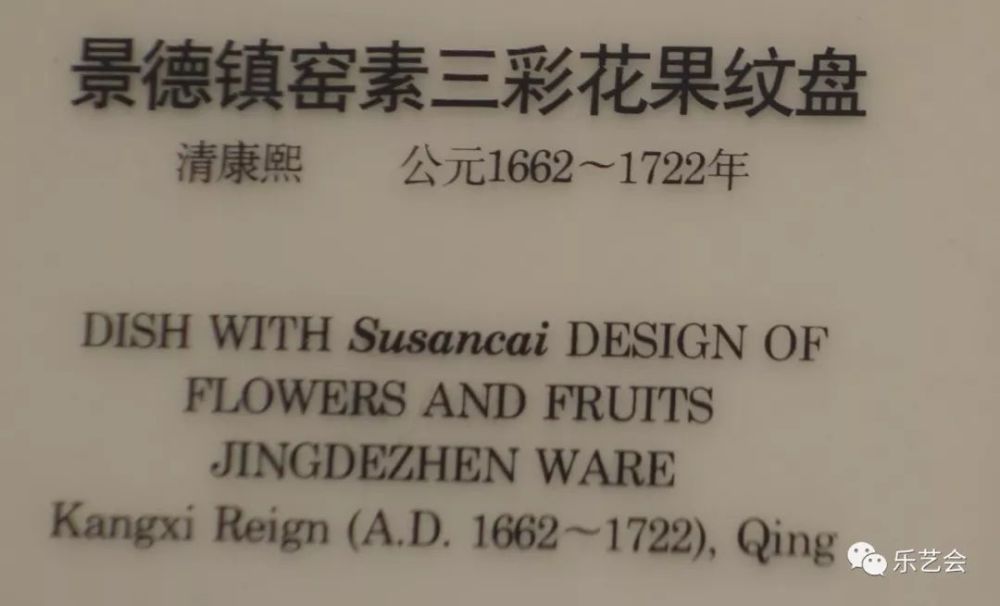 景德镇窑素三彩花果纹盘
清康熙 公元1662～1722年
DISH WITH Susancai DESIGN OF
FLOWERS AND FRUITS
JINGDEZHEN WARE
Kangxi Reign (A.D. 1662～1722), Qing
乐艺会